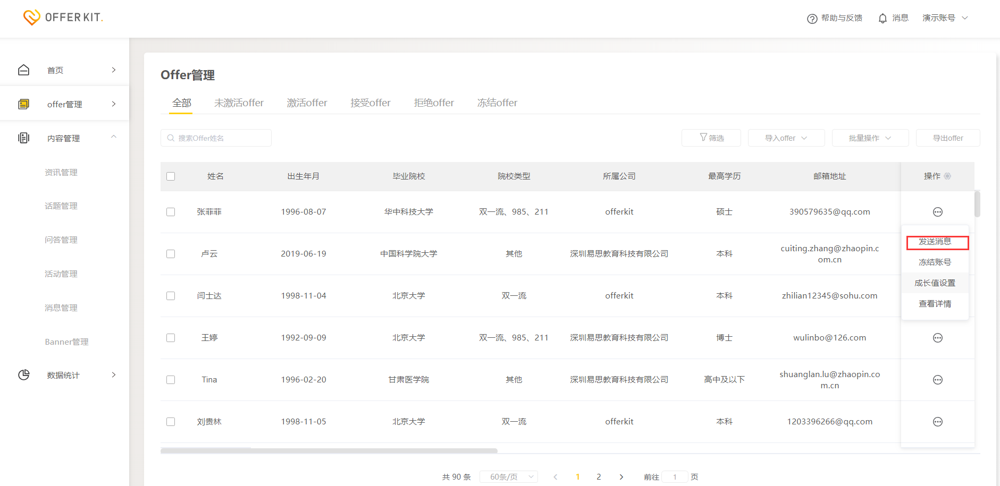 OFFER KIT.
帮助与反馈 消息 演示账号
首页
offer管理
内容管理
资讯管理
话题管理
问答管理
活动管理
消息管理
Banner管理
数据统计
Offer管理
全部 未激活offer 激活offer 接受offer 拒绝offer 冻结offer
搜索Offer姓名 筛选 导入offer 批量操作 导出offer
姓名 出生年月 毕业院校 院校类型 所属公司 最高学历 邮箱地址 操作
张菲菲 1996-08-07 华中科技大学 双一流、985、211 offerkit 硕士 390579635@qq.com
卢云 2019-06-19 中国科学院大学 其他 深圳易思教育科技有限公司 本科 cuiting.zhang@zhaopin.c
om.cn
闫士达 1998-11-04 北京大学 双一流 offerkit 本科 zhilian12345@sohu.com
王婷 1992-09-09 北京大学 双一流、985、211 深圳易思教育科技有限公司 博士 wulinbo@126.com
Tina 1996-02-20 甘肃医学院 其他 深圳易思教育科技有限公司 高中及以下 shuanglan.lu@zhaopin.co
m.cn
刘贵林 1998-11-05 北京大学 双一流 offerkit 本科 1203396266@qq.com
发送消息
冻结账号
成长值设置
查看详情
共 90 条 60条/页 1 2 前往 1 页